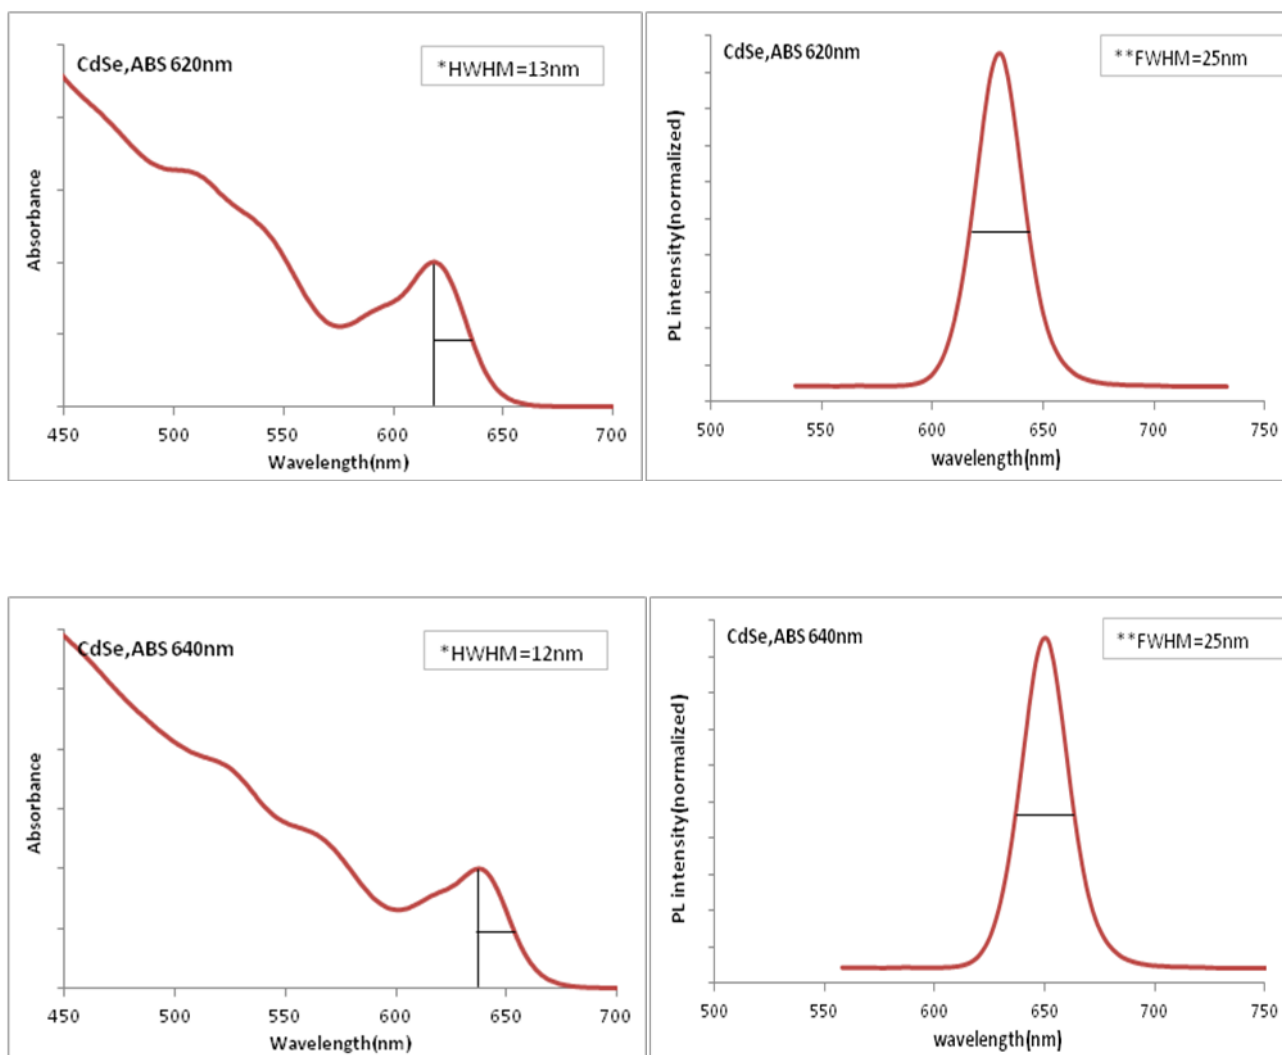 CdSe,ABS 620nm
*HWHM=13nm
Absorbance
450 500 550 600 650 700
Wavelength(nm)
CdSe,ABS 620nm
**FWHM=25nm
PL intensity(normalized)
500 550 600 650 700 750
wavelength(nm)
CdSe,ABS 640nm
*HWHM=12nm
Absorbance
450 500 550 600 650 700
Wavelength(nm)
CdSe,ABS 640nm
**FWHM=25nm
PL intensity(normalized)
500 550 600 650 700 750
wavelength(nm)